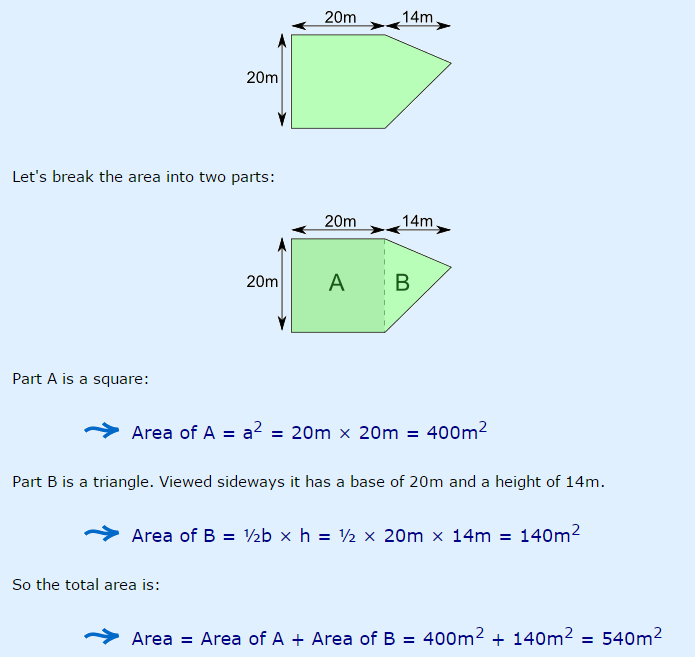 20m 14m
20m
Let's break the area into two parts:
20m 14m
20m
A B
Part A is a square:
Area of A = a² = 20m × 20m = 400m²
Part B is a triangle. Viewed sideways it has a base of 20m and a height of 14m.
Area of B = ½b × h = ½ × 20m × 14m = 140m²
So the total area is:
Area = Area of A + Area of B = 400m² + 140m² = 540m²